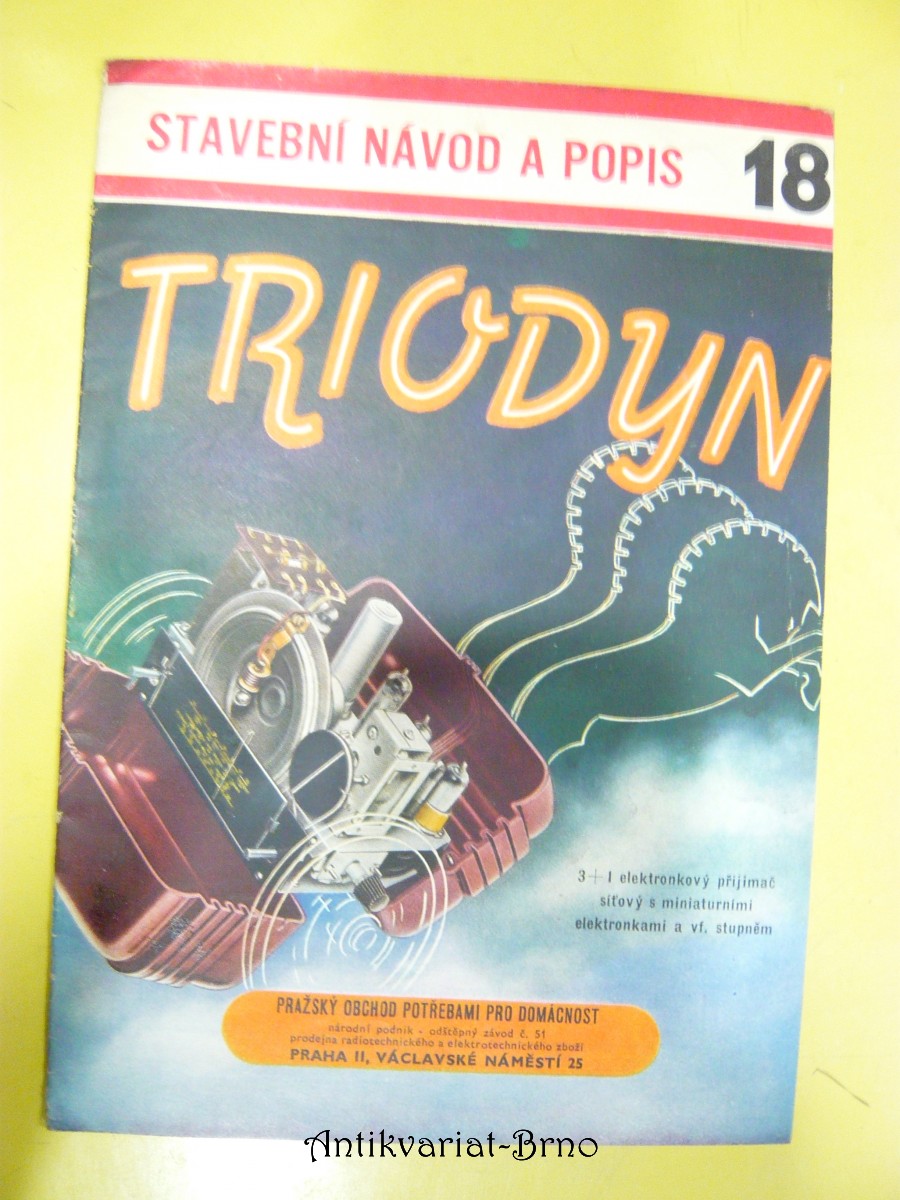 STAVEBNÍ NÁVOD A POPIS 18
TRIODYN
3+1 elektronkový přijimač
síťový s miniaturními
elektronkami a vf. stupněm
PRAŽSKÝ OBCHOD POTŘEBAMI PRO DOMÁCNOST
národní podnik - odštěpný závod č. 51
prodejna radiotechnického a elektrotechnického zboží
PRAHA II, VÁCLAVSKÉ NÁMĚSTÍ 25
Antikvariat-Brno